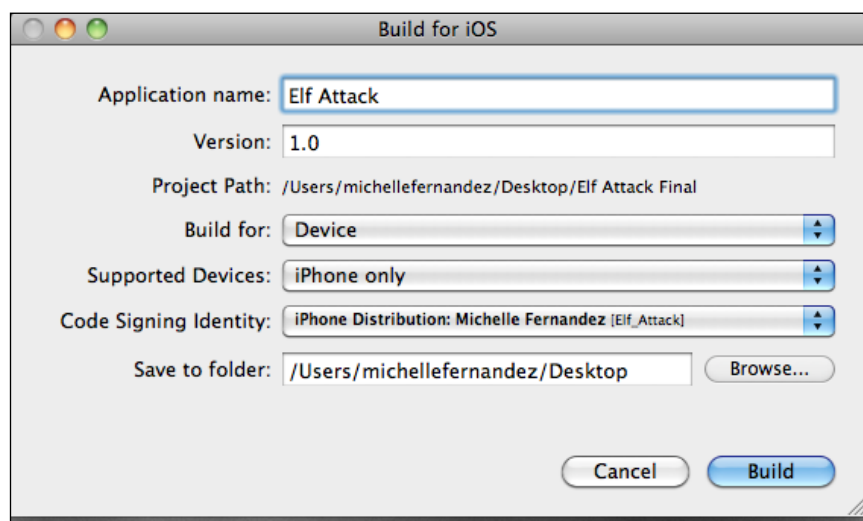 Build for iOS
Application name: Elf Attack
Version: 1.0
Project Path: /Users/michellefernandez/Desktop/Elf Attack Final
Build for: Device
Supported Devices: iPhone only
Code Signing Identity: iPhone Distribution: Michelle Fernandez [Elf_Attack]
Save to folder: /Users/michellefernandez/Desktop Browse...
Cancel Build